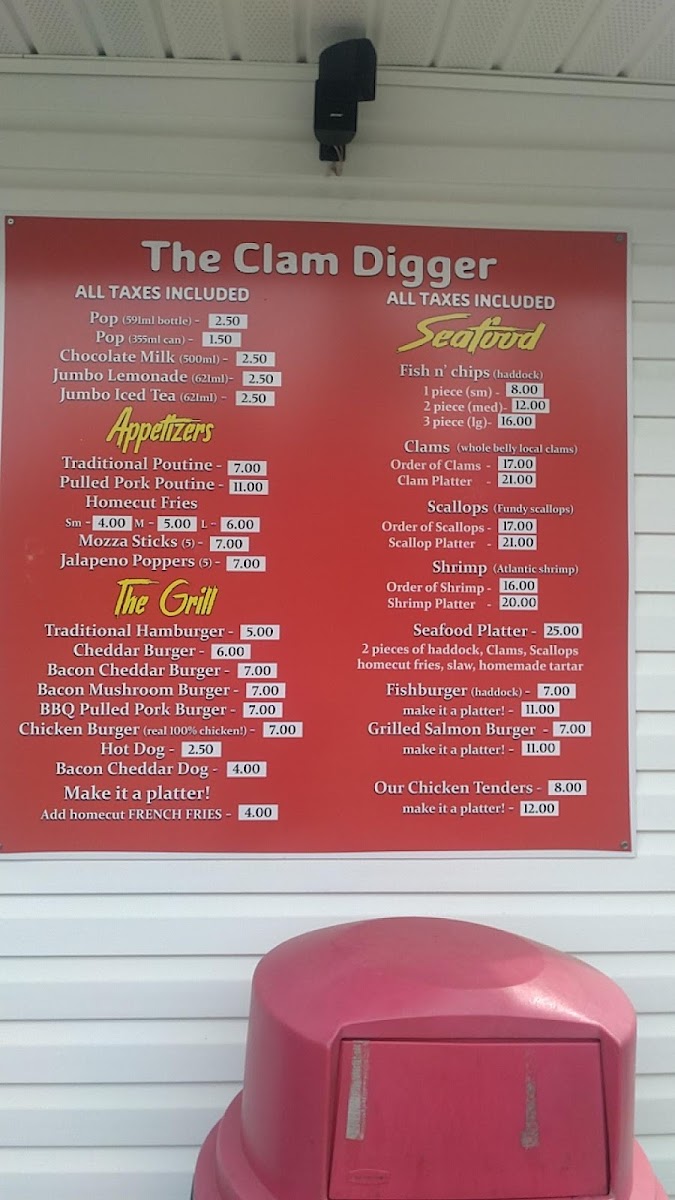 BOSE
The Clam Digger
ALL TAXES INCLUDED
Pop (591ml bottle) - 2.50
Pop (355ml can) - 1.50
Chocolate Milk (500ml) - 2.50
Jumbo Lemonade (621ml)- 2.50
Jumbo Iced Tea (621ml) - 2.50
Appetizers
Traditional Poutine - 7.00
Pulled Pork Poutine - 11.00
Homecut Fries
Sm - 4.00 M - 5.00 L - 6.00
Mozza Sticks (5) - 7.00
Jalapeno Poppers (5) - 7.00
The Grill
Traditional Hamburger - 5.00
Cheddar Burger - 6.00
Bacon Cheddar Burger - 7.00
Bacon Mushroom Burger - 7.00
BBQ Pulled Pork Burger - 7.00
Chicken Burger (real 100% chicken!) - 7.00
Hot Dog - 2.50
Bacon Cheddar Dog - 4.00
Make it a platter!
Add homecut FRENCH FRIES - 4.00
ALL TAXES INCLUDED
Seafood
Fish n' chips (haddock)
1 piece (sm) - 8.00
2 piece (med)- 12.00
3 piece (lg)- 16.00
Clams (whole belly local clams)
Order of Clams - 17.00
Clam Platter - 21.00
Scallops (Fundy scallops)
Order of Scallops - 17.00
Scallop Platter - 21.00
Shrimp (Atlantic shrimp)
Order of Shrimp - 16.00
Shrimp Platter - 20.00
Seafood Platter - 25.00
2 pieces of haddock, Clams, Scallops
homecut fries, slaw, homemade tartar
Fishburger (haddock) - 7.00
make it a platter! - 11.00
Grilled Salmon Burger - 7.00
make it a platter! - 11.00
Our Chicken Tenders - 8.00
make it a platter! - 12.00